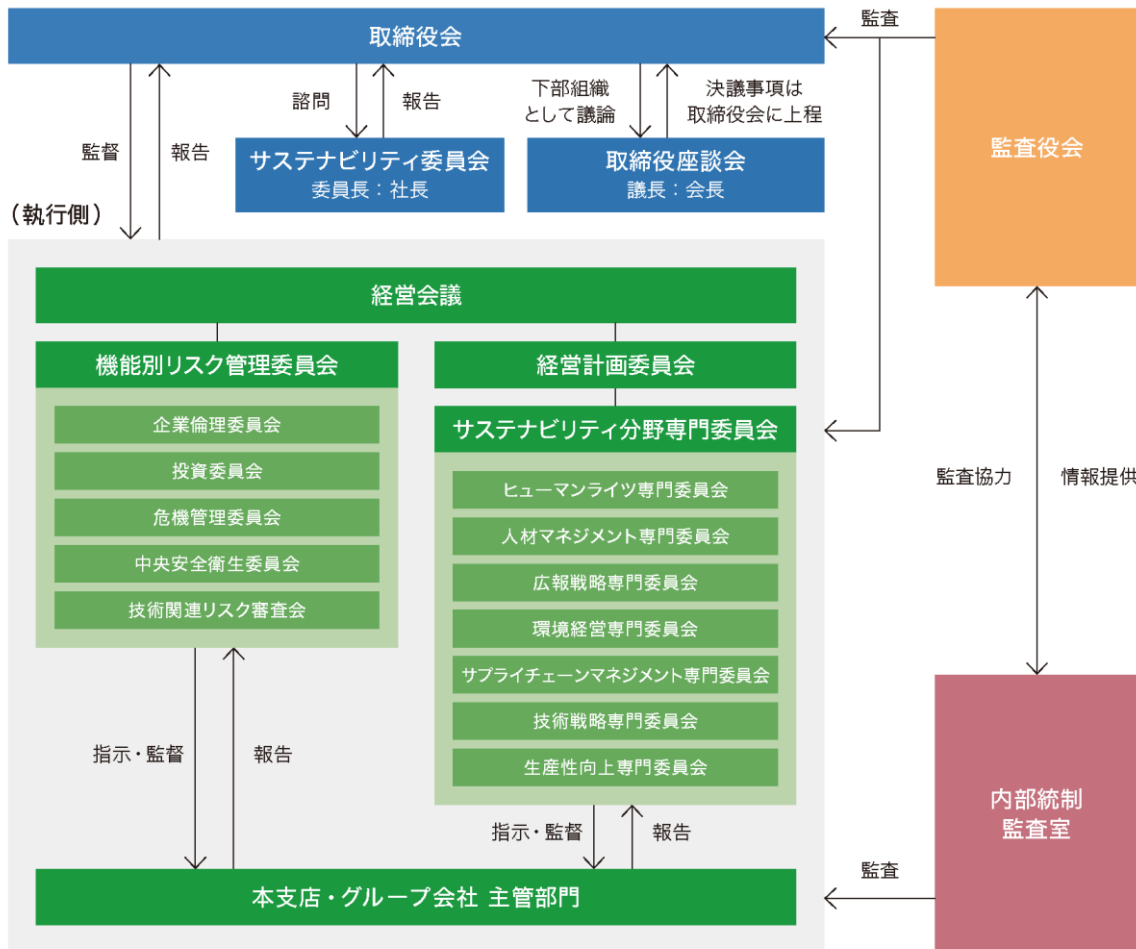 取締役会
監査
監査役会
監督
報告
諮問
報告
下部組織
として議論
決議事項は
取締役会に上程
サステナビリティ委員会
委員長：社長
取締役座談会
議長：会長
（執行側）
経営会議
機能別リスク管理委員会
企業倫理委員会
投資委員会
危機管理委員会
中央安全衛生委員会
技術関連リスク審査会
経営計画委員会
サステナビリティ分野専門委員会
ヒューマンライツ専門委員会
人材マネジメント専門委員会
広報戦略専門委員会
環境経営専門委員会
サプライチェーンマネジメント専門委員会
技術戦略専門委員会
生産性向上専門委員会
監査協力
情報提供
指示・監督
報告
指示・監督
報告
本支店・グループ会社 主管部門
監査
内部統制
監査室